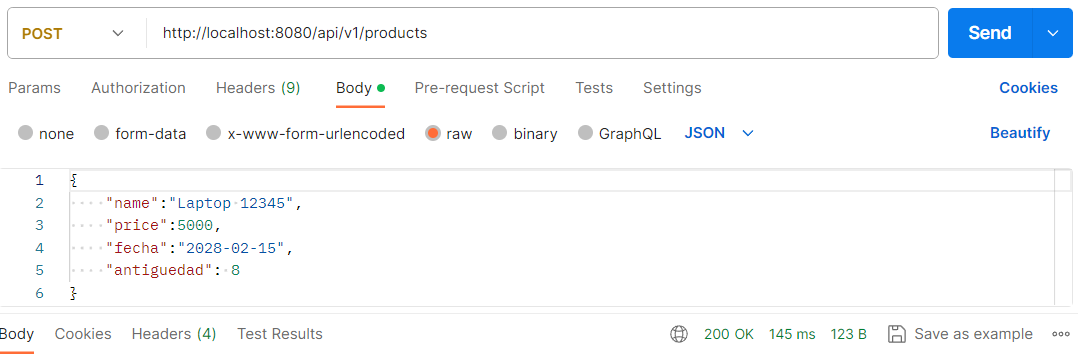 POST http://localhost:8080/api/v1/products Send
Params Authorization Headers (9) Body Pre-request Script Tests Settings Cookies
none form-data x-www-form-urlencoded raw binary GraphQL JSON Beautify
1 {
2 "name":"Laptop 12345",
3 "price":5000,
4 "fecha":"2028-02-15",
5 "antiguedad": 8
6 }
Body Cookies Headers (4) Test Results 200 OK 145 ms 123 B Save as example